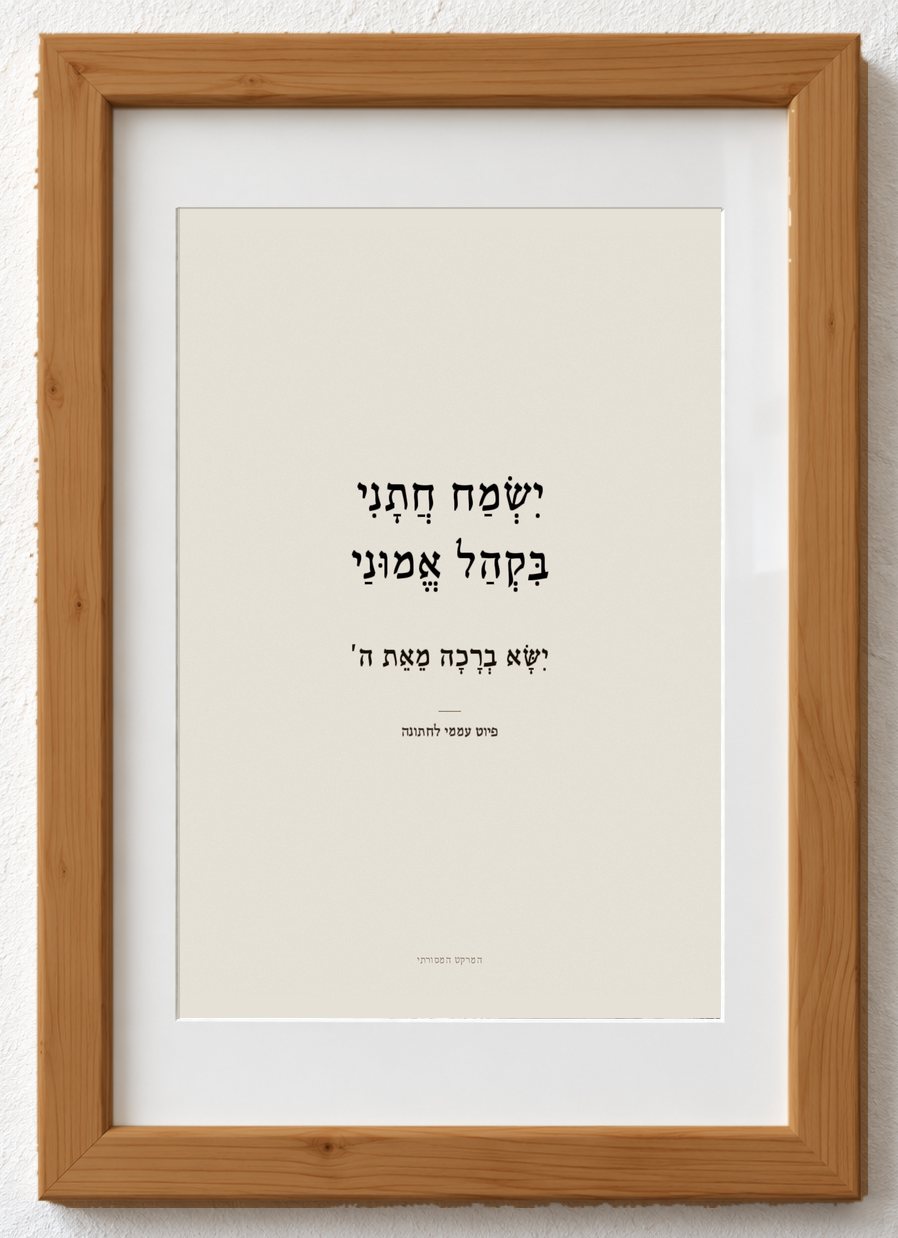 יִשְׂמַח חֲתָנִי
בִּקְהַל אֱמוּנַי
יִשָּׂא בְרָכָה מֵאֵת ה'
פיוט עממי לחתונה
המרקט המסורתי